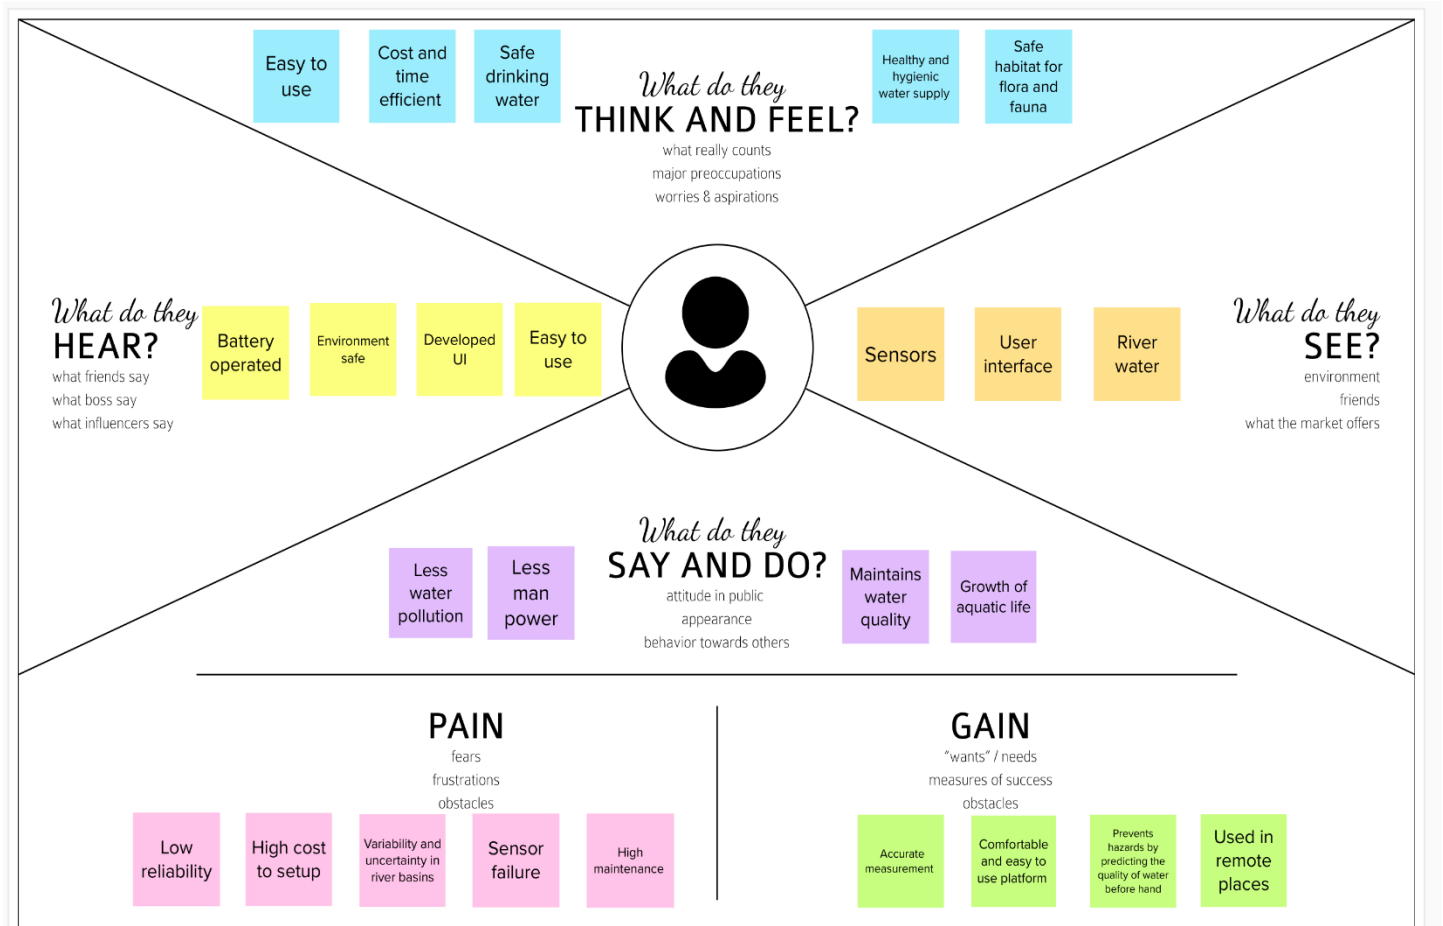 Easy to
use
Cost and
time
efficient
Safe
drinking
water
What do they
THINK AND FEEL?
what really counts
major preoccupations
worries & aspirations
Healthy and
hygienic
water supply
Safe
habitat for
flora and
fauna
What do they
HEAR?
what friends say
what boss say
what influencers say
Battery
operated
Environment
safe
Developed
UI
Easy to
use
Sensors
User
interface
River
water
What do they
SEE?
environment
friends
what the market offers
Less
water
pollution
Less
man
power
What do they
SAY AND DO?
attitude in public
appearance
behavior towards others
Maintains
water
quality
Growth of
aquatic life
PAIN
fears
frustrations
obstacles
Low
reliability
High cost
to setup
Variability and
uncertainty in
river basins
Sensor
failure
High
maintenance
GAIN
"wants" / needs
measures of success
obstacles
Accurate
measurement
Comfortable
and easy to
use platform
Prevents
hazards by
predicting the
quality of water
before hand
Used in
remote
places